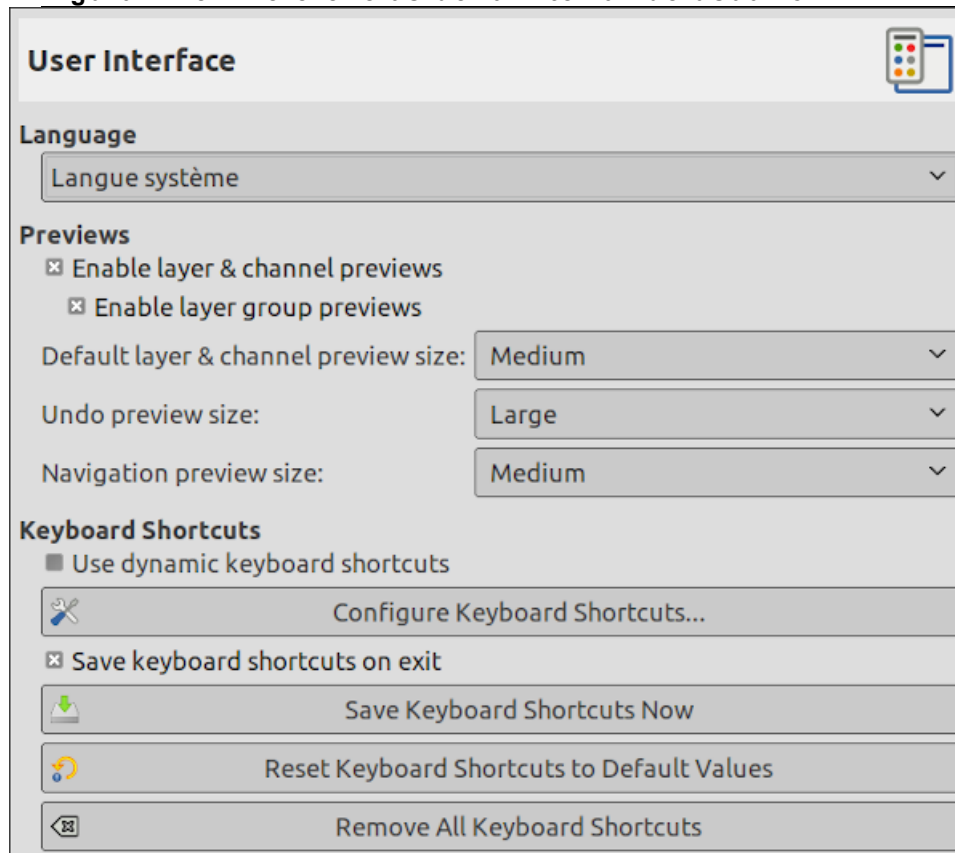 User Interface
Language
Langue système
Previews
Enable layer & channel previews
Enable layer group previews
Default layer & channel preview size: Medium
Undo preview size: Large
Navigation preview size: Medium
Keyboard Shortcuts
Use dynamic keyboard shortcuts
Configure Keyboard Shortcuts...
Save keyboard shortcuts on exit
Save Keyboard Shortcuts Now
Reset Keyboard Shortcuts to Default Values
Remove All Keyboard Shortcuts